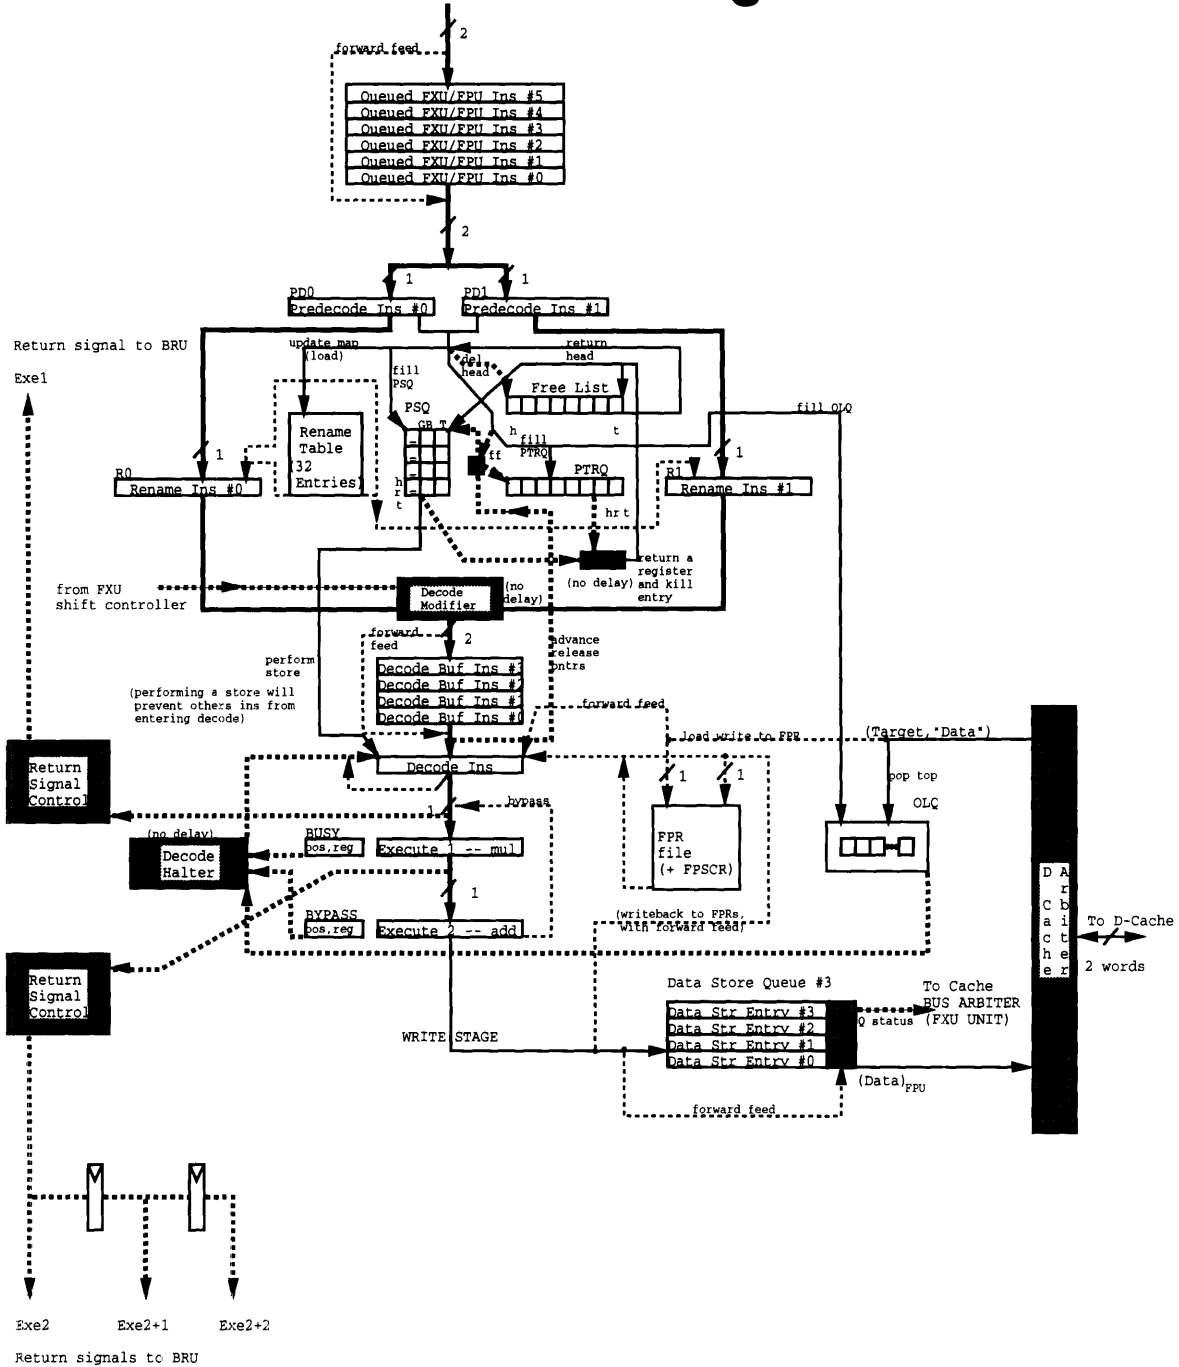 2
forward feed
Queued FXU/FPU Ins #5
Queued FXU/FPU Ins #4
Queued FXU/FPU Ins #3
Queued FXU/FPU Ins #2
Queued FXU/FPU Ins #1
Queued FXU/FPU Ins #0
2
1
1
PD0
PD1
Predecode Ins #0
Predecode Ins #1
Return signal to BRU
Exe1
update map
(load)
return
head
del
head
fill
PSQ
Free List
PSQ
GB T
h
t
fill OLQ
Rename
Table
(32
Entries)
fill
PTRQ
ff
PTRQ
1
1
R0
R1
Rename Ins #0
Rename Ins #1
h
r
t
hr t
return a
register
and kill
entry
(no delay)
from FXU
shift controller
Decode
Modifier
(no
delay)
forward
feed
2
advance
release
pntrs
perform
store
Decode Buf Ins #3
Decode Buf Ins #2
Decode Buf Ins #1
Decode Buf Ins #0
(performing a store will
prevent others ins from
entering decode)
forward feed
load write to FPR
(Target,"Data")
Return
Signal
Control
Decode Ins
1
1
pop top
OLQ
1
bypass
(no delay)
Decode
Halter
BUSY
pos,reg
Execute 1 -- mul
FPR
file
(+ FPSCR)
1
BYPASS
pos,reg
Execute 2 -- add
(writeback to FPRs,
with forward feed)
D Cache
Arbiter
To D-Cache
2 words
Return
Signal
Control
Data Store Queue #3
Data Str Entry #3
Data Str Entry #2
Data Str Entry #1
Data Str Entry #0
To Cache
BUS ARBITER
(FXU UNIT)
Q status
WRITE STAGE
(Data)FPU
forward feed
Exe2
Exe2+1
Exe2+2
Return signals to BRU